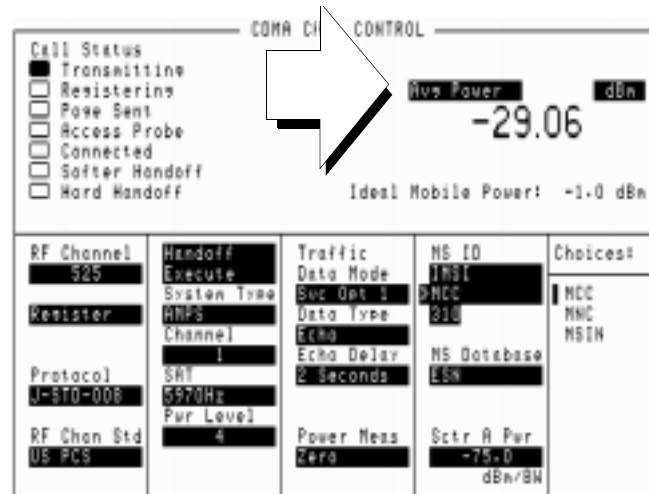 CDMA C CONTROL
Call Status
Transmitting
Registering
Page Sent
Access Probe
Connected
Softer Handoff
Hard Handoff
Avg Power dBm
-29.06
Ideal Mobile Power: -1.0 dBm
RF Channel
525
Register
Protocol
J-STD-008
RF Chan Std
US PCS
Handoff
Execute
System Type
AMPS
Channel
1
SAT
5970Hz
Pwr Level
4
Traffic
Data Mode
Svc Opt 1
Data Type
Echo
Echo Delay
2 Seconds
Power Meas
Zero
MS ID
IMSI
MCC
310
MS Database
ESN
Sctr A Pwr
-75.0
dBm/BW
Choices:
MCC
MNC
MSIN